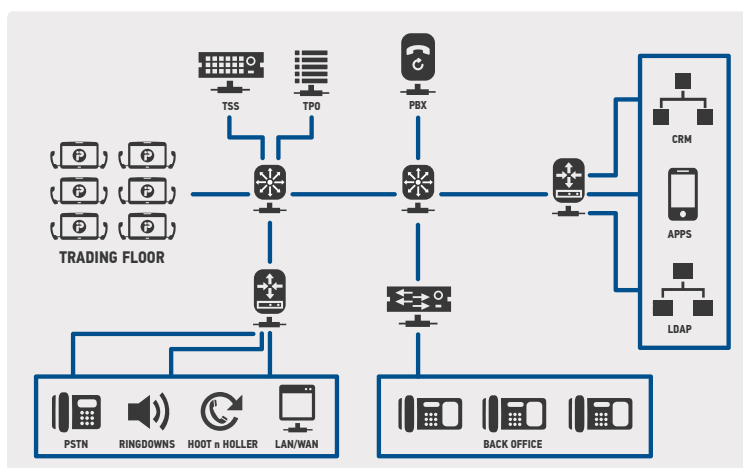 TSS
TPO
PBX
CRM
TRADING FLOOR
APPS
LDAP
PSTN
RINGDOWNS
HOOT n HOLLER
LAN/WAN
BACK OFFICE